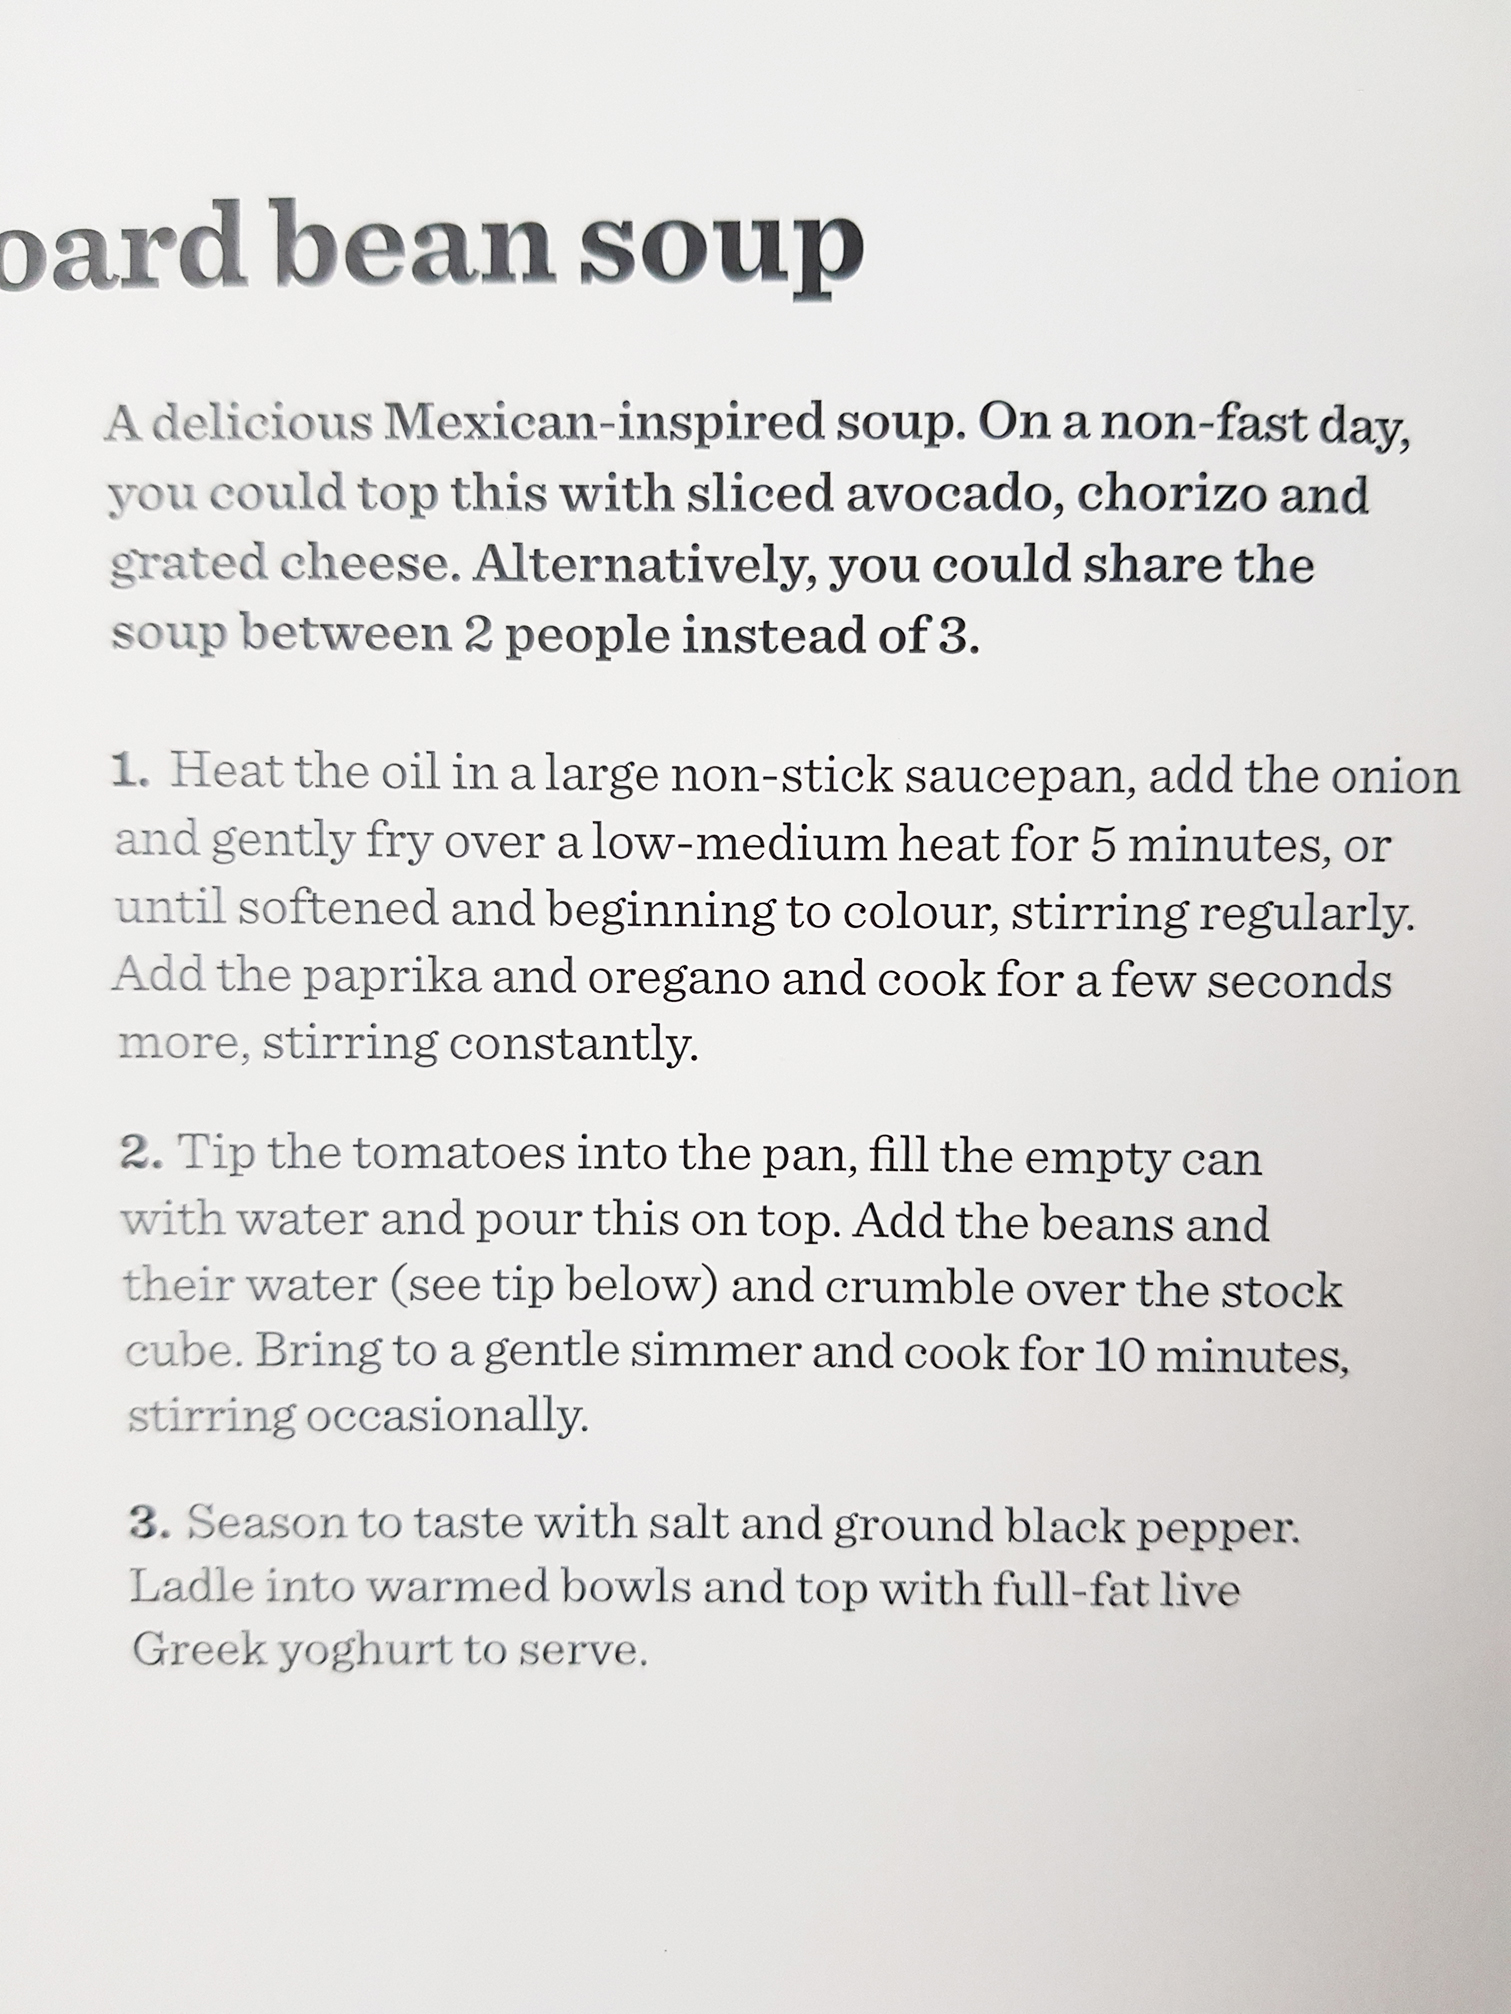 oard bean soup
A delicious Mexican-inspired soup. On a non-fast day,
you could top this with sliced avocado, chorizo and
grated cheese. Alternatively, you could share the
soup between 2 people instead of 3.
1. Heat the oil in a large non-stick saucepan, add the onion
and gently fry over a low-medium heat for 5 minutes, or
until softened and beginning to colour, stirring regularly.
Add the paprika and oregano and cook for a few seconds
more, stirring constantly.
2. Tip the tomatoes into the pan, fill the empty can
with water and pour this on top. Add the beans and
their water (see tip below) and crumble over the stock
cube. Bring to a gentle simmer and cook for 10 minutes,
stirring occasionally.
3. Season to taste with salt and ground black pepper.
Ladle into warmed bowls and top with full-fat live
Greek yoghurt to serve.